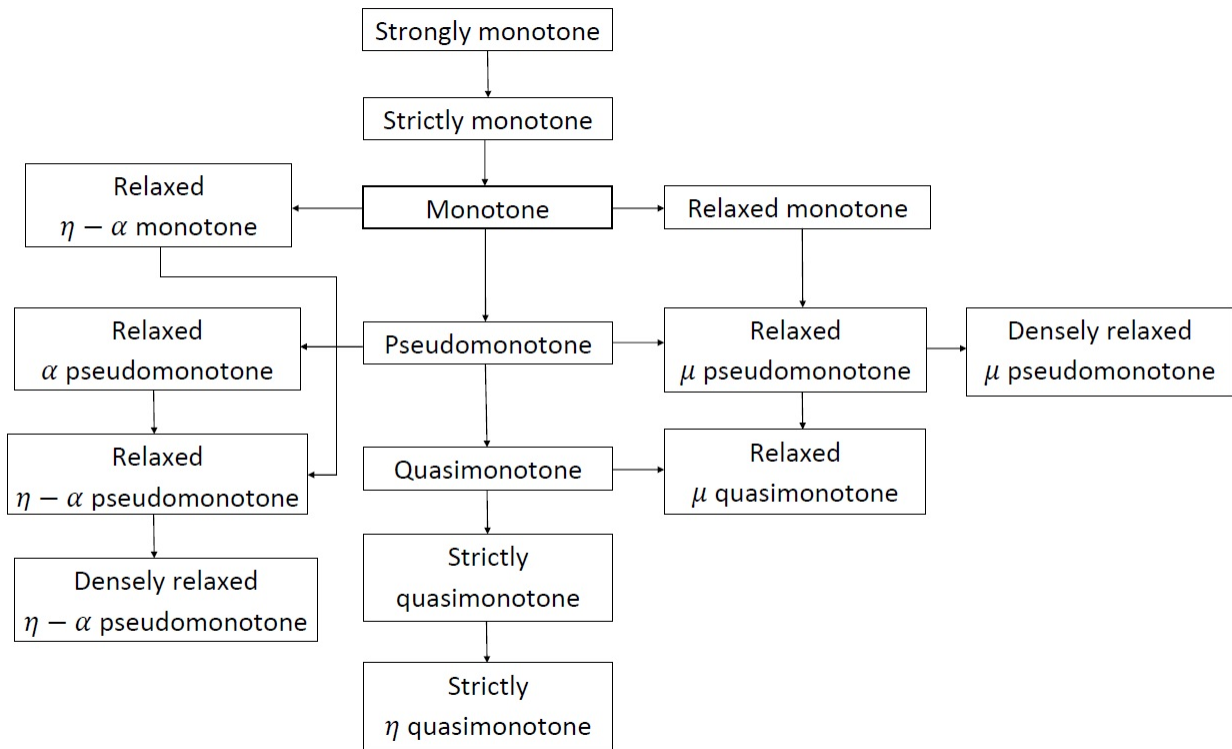 Strongly monotone
Strictly monotone
Relaxed
η − α monotone
Monotone
Relaxed monotone
Relaxed
α pseudomonotone
Pseudomonotone
Relaxed
μ pseudomonotone
Densely relaxed
μ pseudomonotone
Relaxed
η − α pseudomonotone
Quasimonotone
Relaxed
μ quasimonotone
Densely relaxed
η − α pseudomonotone
Strictly
quasimonotone
Strictly
η quasimonotone